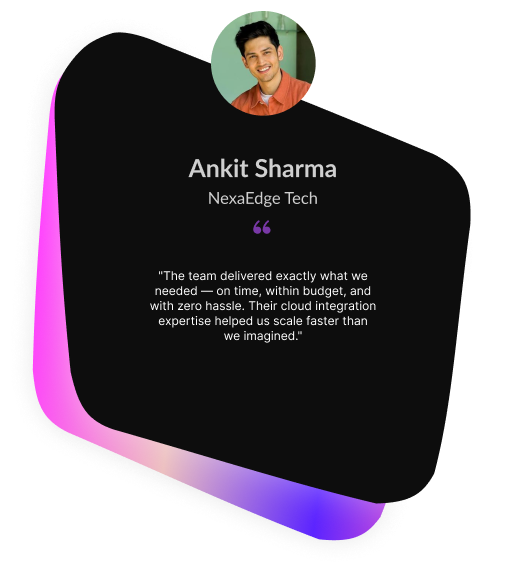 Ankit Sharma
NexaEdge Tech
“
"The team delivered exactly what we
needed — on time, within budget, and
with zero hassle. Their cloud integration
expertise helped us scale faster than
we imagined."